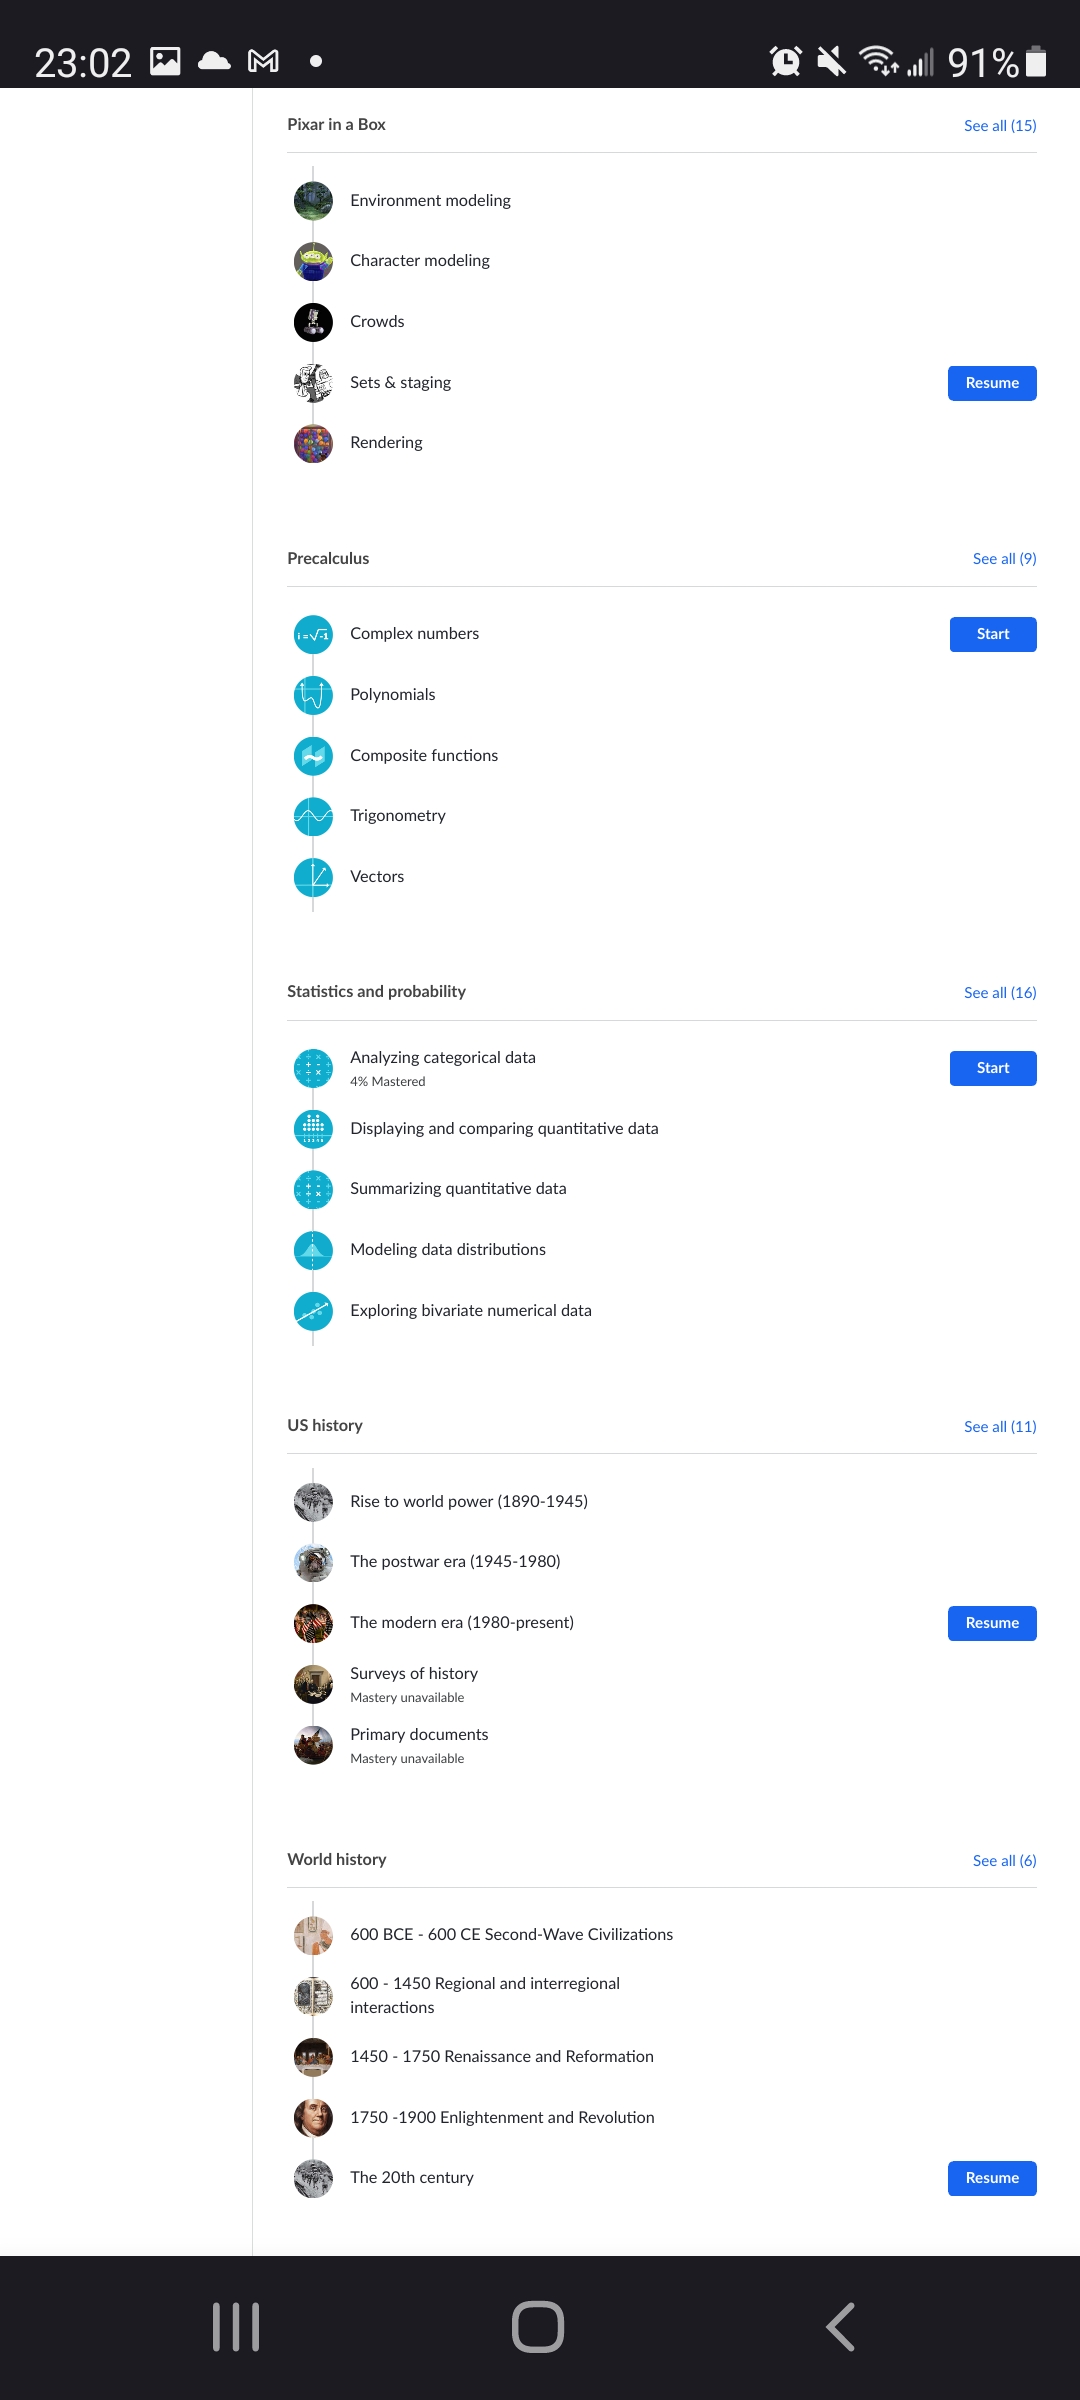 23:02
91%
Pixar in a Box
See all (15)
Environment modeling
Character modeling
Crowds
Sets & staging
Resume
Rendering
Precalculus
See all (9)
i = √-1
Complex numbers
Start
Polynomials
Composite functions
Trigonometry
Vectors
Statistics and probability
See all (16)
Analyzing categorical data
4% Mastered
Start
Displaying and comparing quantitative data
Summarizing quantitative data
Modeling data distributions
Exploring bivariate numerical data
US history
See all (11)
Rise to world power (1890-1945)
The postwar era (1945-1980)
The modern era (1980-present)
Resume
Surveys of history
Mastery unavailable
Primary documents
Mastery unavailable
World history
See all (6)
600 BCE - 600 CE Second-Wave Civilizations
600 - 1450 Regional and interregional
interactions
1450 - 1750 Renaissance and Reformation
1750 -1900 Enlightenment and Revolution
The 20th century
Resume